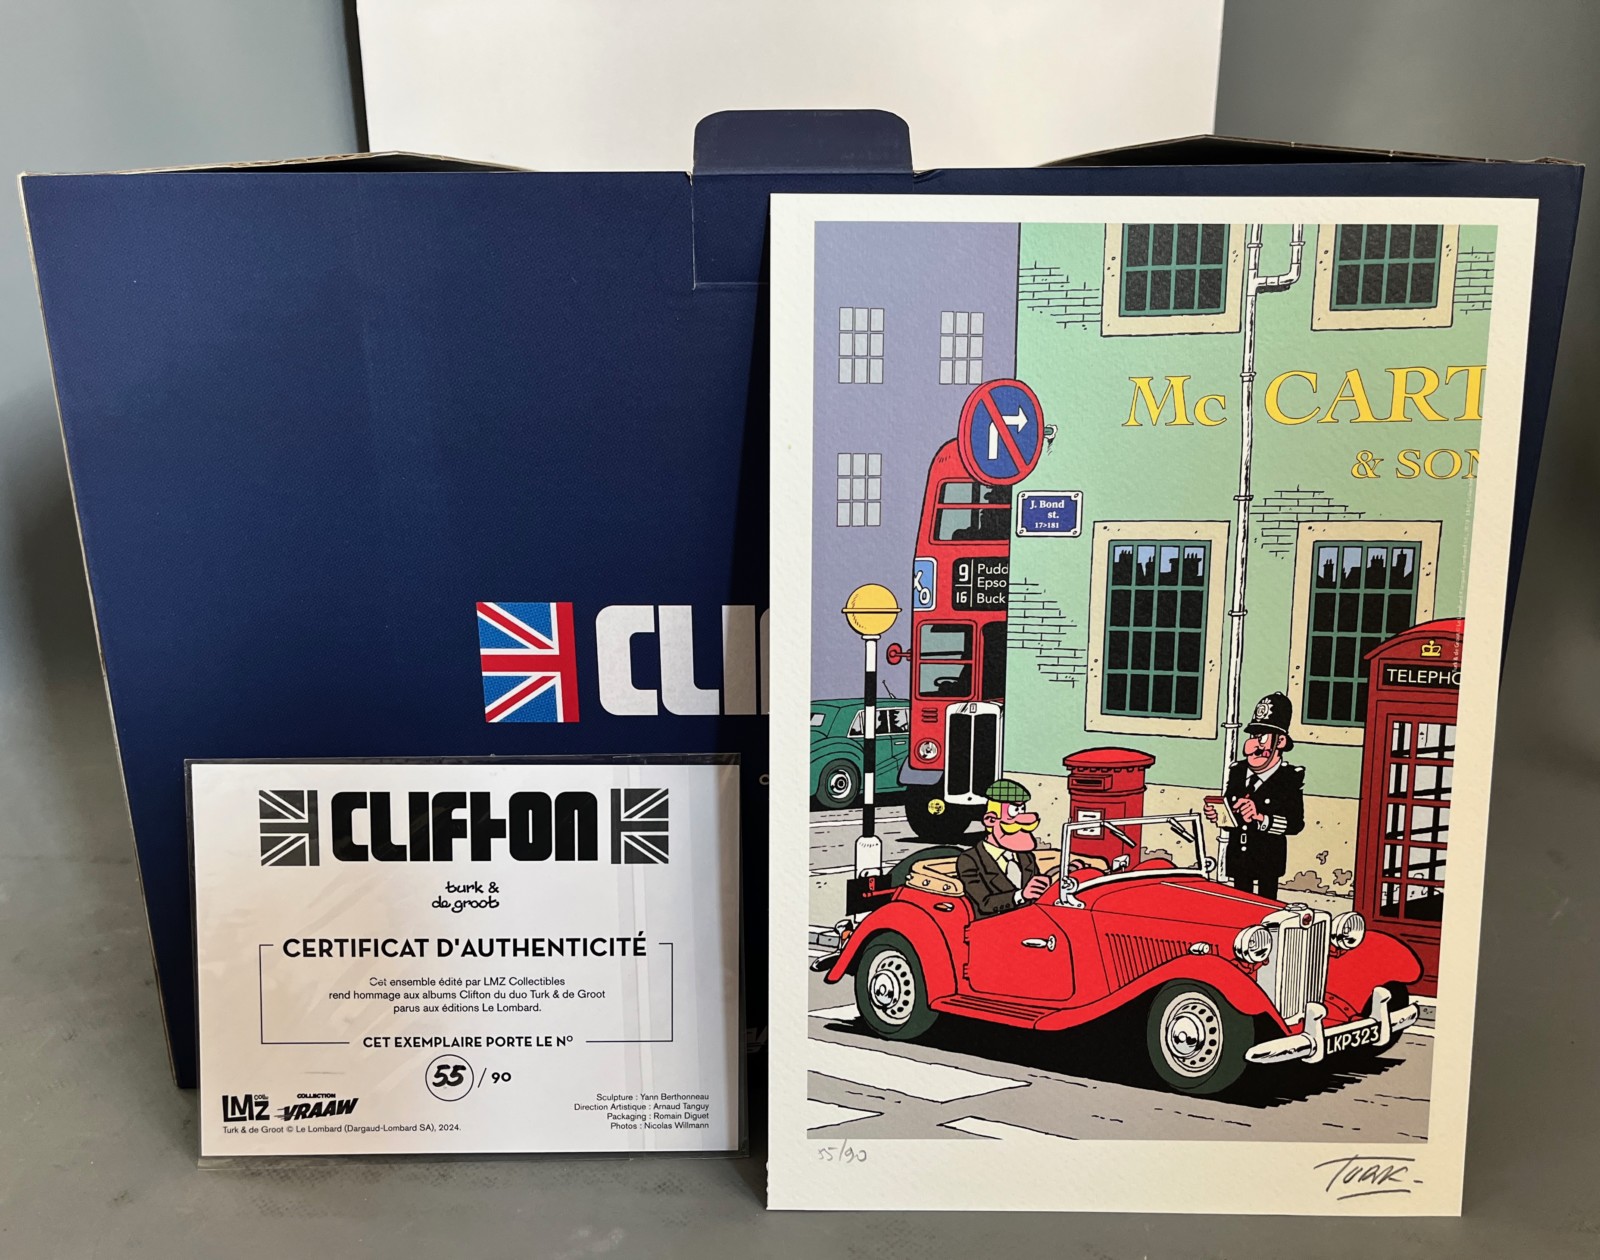 CLIF
Mc CART
& SON
J. Bond
st.
17>181
9 Pudd
Epso
16 Buck
TELEPHO
LKP323
55/90
TURK
CLIFTON
turk &
de groot
CERTIFICAT D'AUTHENTICITÉ
Cet ensemble édité par LMZ Collectibles
rend hommage aux albums Clifton du duo Turk & de Groot
parus aux éditions Le Lombard.
CET EXEMPLAIRE PORTE LE N°
55 / 90
LMZ COL.
COLLECTION
VRAAW
Turk & de Groot © Le Lombard (Dargaud-Lombard SA), 2024.
Sculpture : Yann Berthonneau
Direction Artistique : Arnaud Tanguy
Packaging : Romain Diguet
Photos : Nicolas Willmann